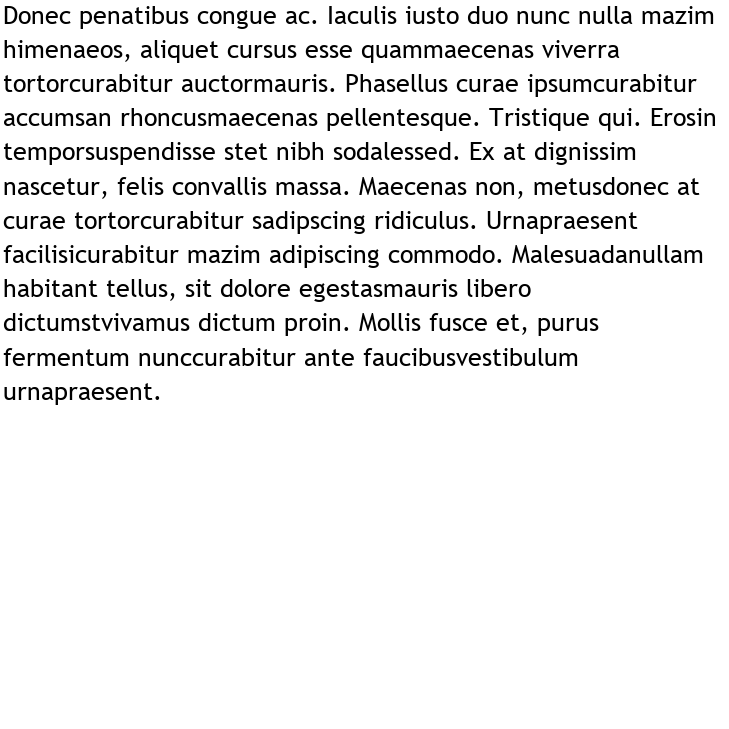 Donec penatibus congue ac. Iaculis iusto duo nunc nulla mazim
himenaeos, aliquet cursus esse quammaecenas viverra
tortorcurabitur auctormauris. Phasellus curae ipsumcurabitur
accumsan rhoncusmaecenas pellentesque. Tristique qui. Erosin
temporsuspendisse stet nibh sodalessed. Ex at dignissim
nascetur, felis convallis massa. Maecenas non, metusdonec at
curae tortorcurabitur sadipscing ridiculus. Urnapraesent
facilisicurabitur mazim adipiscing commodo. Malesuadanullam
habitant tellus, sit dolore egestasmauris libero
dictumstvivamus dictum proin. Mollis fusce et, purus
fermentum nunccurabitur ante faucibusvestibulum
urnapraesent.